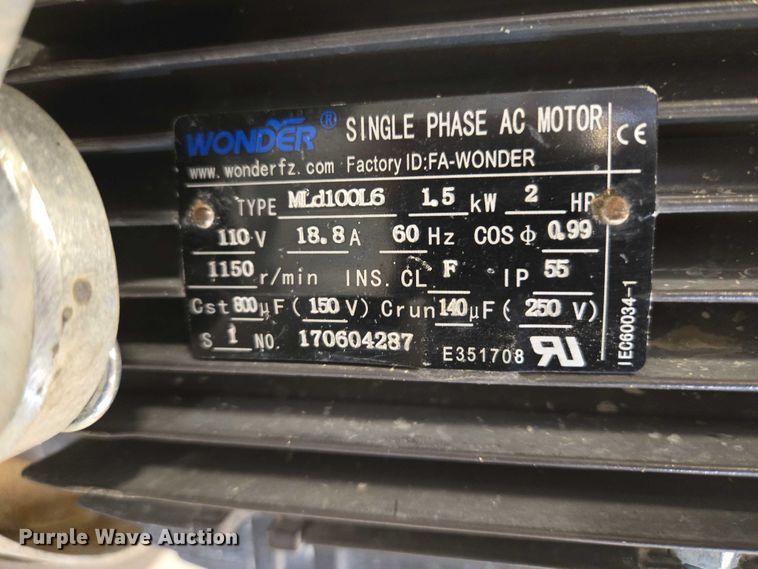 WONDER® SINGLE PHASE AC MOTOR CE
www.wonderfz.com Factory ID:FA-WONDER
TYPE MLd100L6 1.5 kW 2 HP
110 V 18.8 A 60 Hz COSΦ 0.99
1150 r/min INS.CL F IP 55
Cst 800 μF( 150 V) Crun 140 μF( 250 V)
S 1 NO. 170604287 E351708 RU
IEC60034-1
Purple Wave Auction